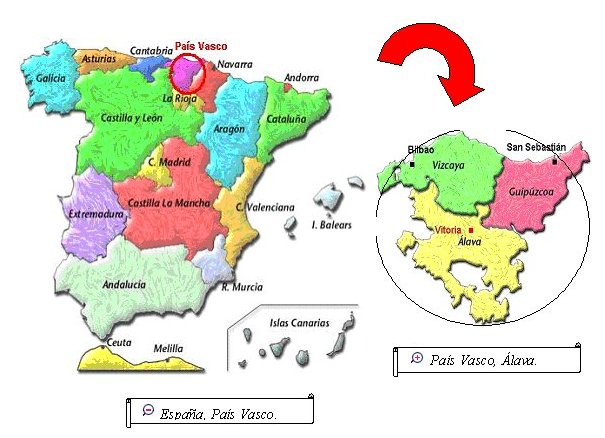 País Vasco
Cantabria
Asturias
Galicia
Navarra
Andorra
La Rioja
Castilla y León
Aragón
Cataluña
C. Madrid
Extremadura
Castilla La Mancha
C. Valenciana
I. Balears
Andalucía
R. Murcia
Islas Canarias
Ceuta
Melilla
España, País Vasco.
Bilbao
San Sebastián
Vizcaya
Guipúzcoa
Vitoria
Álava
País Vasco, Álava.